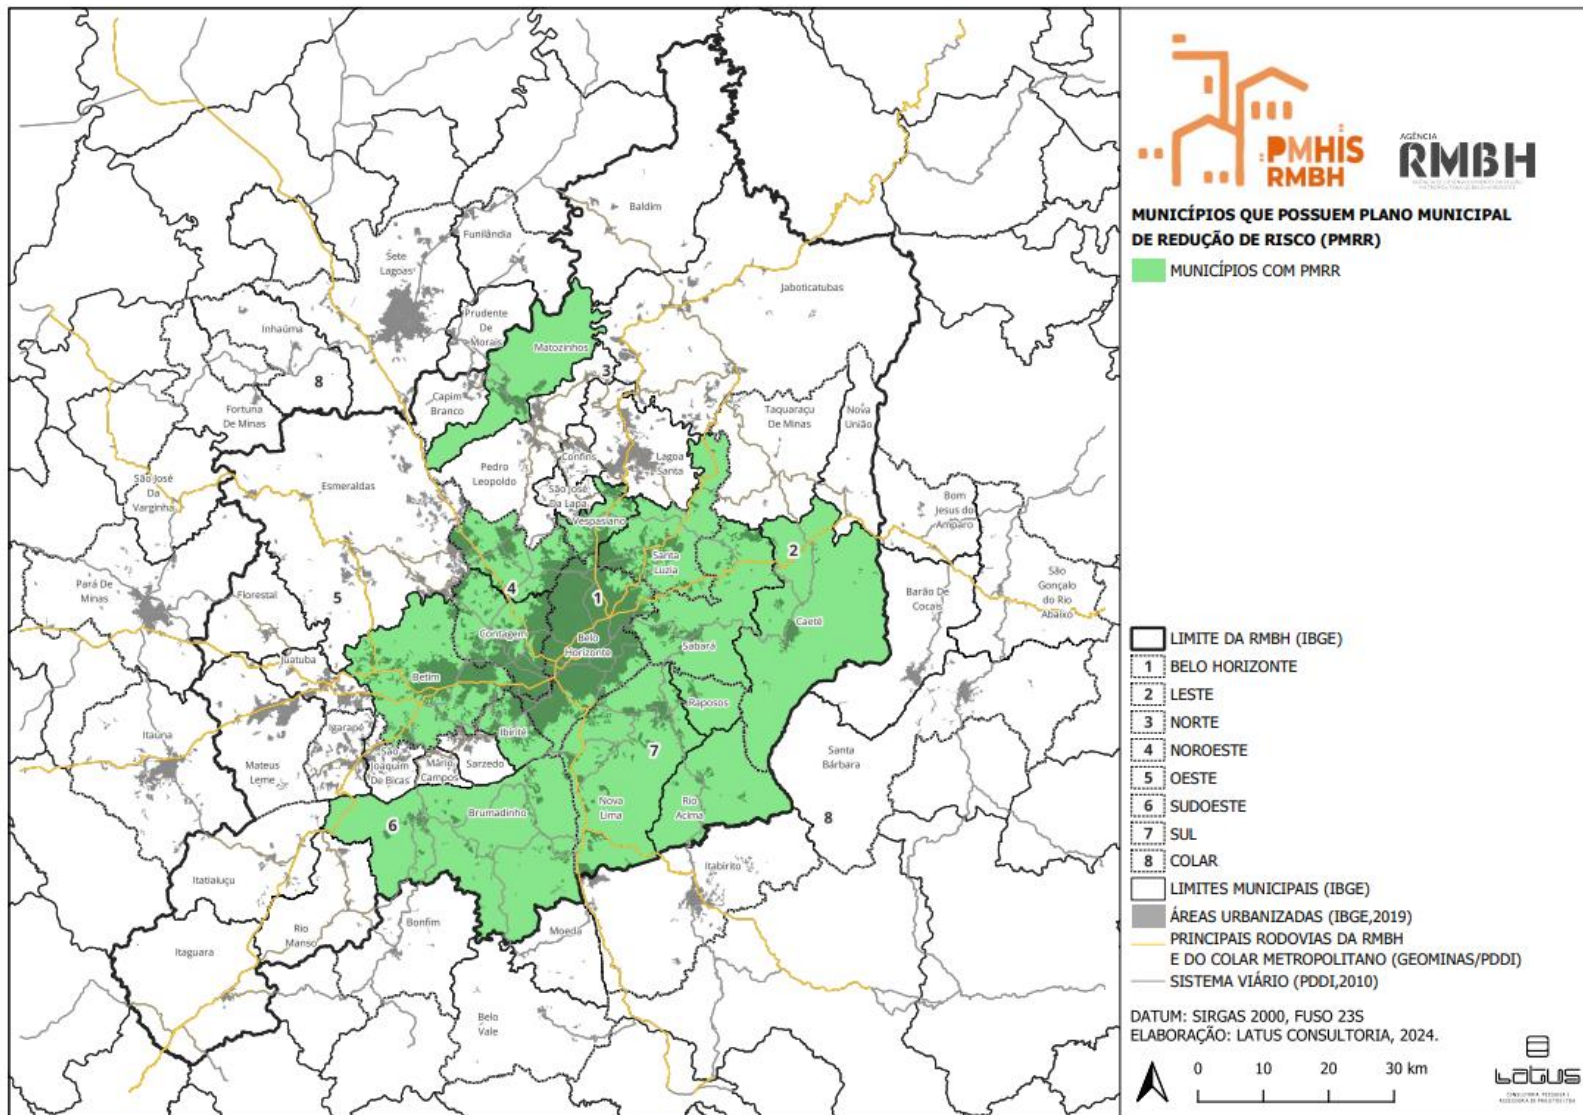 Baldim
Funilândia
Sete
Lagoas
Jaboticatubas
Prudente
De
Morais
Inhaúma
Matozinhos
3
8
Capim
Branco
Fortuna
De Minas
Taquaraçu
De Minas
Nova
União
Confins
Lagoa
Santa
Pedro
Leopoldo
São José
Da
Varginha
Esmeraldas
São José
Da Lapa
Bom
Jesus do
Amparo
Vespasiano
2
Santa
Luzia
São
Gonçalo
do Rio
Abaixo
Pará De
Minas
Florestal
5
4
1
Barão De
Cocais
Contagem
Belo
Horizonte
Caeté
Sabará
Juatuba
Betim
Raposos
Itaúna
Igarapé
Ibirité
7
Mateus
Leme
São
Joaquim
De Bicas
Mário
Campos
Sarzedo
Santa
Bárbara
6
Brumadinho
Nova
Lima
Rio
Acima
8
Itatiaiuçu
Itabirito
Rio
Manso
Bonfim
Moeda
Itaguara
Belo
Vale
PMHIS
RMBH
AGÊNCIA
RMBH
MUNICÍPIOS QUE POSSUEM PLANO MUNICIPAL
DE REDUÇÃO DE RISCO (PMRR)
MUNICÍPIOS COM PMRR
LIMITE DA RMBH (IBGE)
1 BELO HORIZONTE
2 LESTE
3 NORTE
4 NOROESTE
5 OESTE
6 SUDOESTE
7 SUL
8 COLAR
LIMITES MUNICIPAIS (IBGE)
ÁREAS URBANIZADAS (IBGE,2019)
PRINCIPAIS RODOVIAS DA RMBH
E DO COLAR METROPOLITANO (GEOMINAS/PDDI)
SISTEMA VIÁRIO (PDDI,2010)
DATUM: SIRGAS 2000, FUSO 23S
ELABORAÇÃO: LATUS CONSULTORIA, 2024.
0 10 20 30 km
LATUS